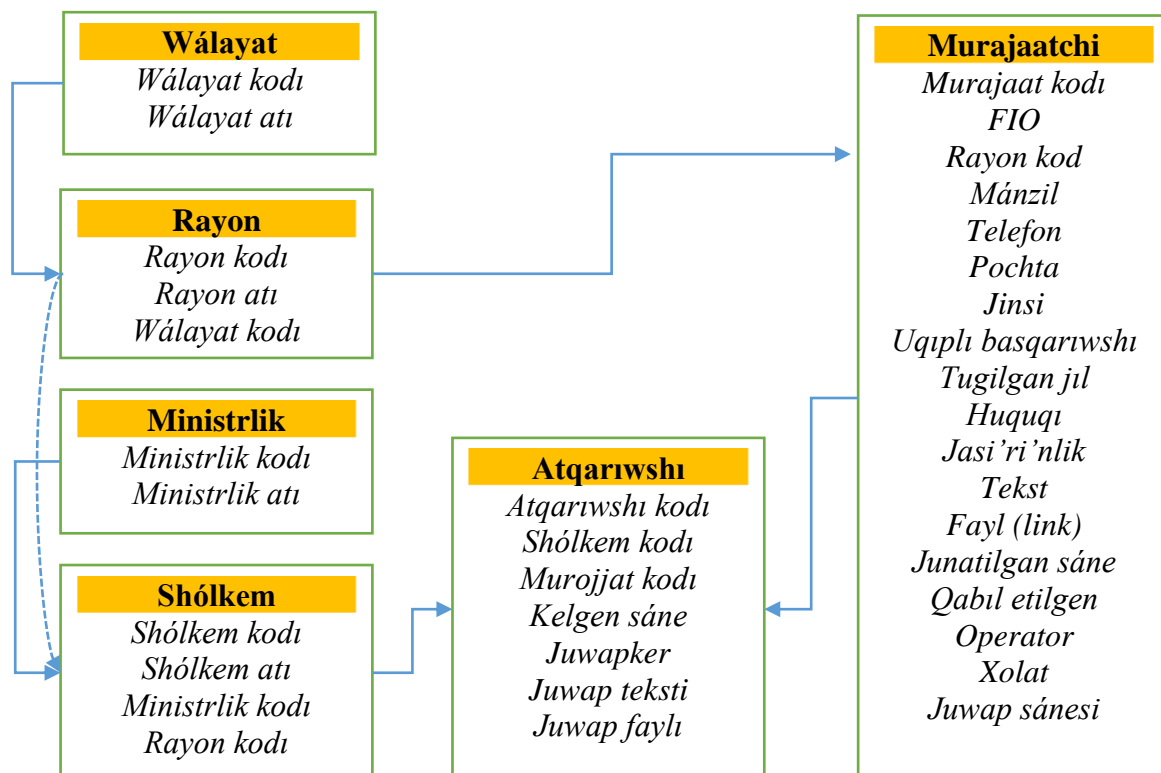 Wálayat
Wálayat kodı
Wálayat atı
Rayon
Rayon kodı
Rayon atı
Wálayat kodı
Ministrlik
Ministrlik kodı
Ministrlik atı
Shólkem
Shólkem kodı
Shólkem atı
Ministrlik kodı
Rayon kodı
Atqarıwshı
Atqarıwshı kodı
Shólkem kodı
Murojjat kodı
Kelgen sáne
Juwapker
Juwap teksti
Juwap faylı
Murajaatchi
Murajaat kodı
FIO
Rayon kod
Mánzil
Telefon
Pochta
Jinsi
Uqıplı basqarıwshı
Tugilgan jıl
Huquqı
Jasi’ri’nlik
Tekst
Fayl (link)
Junatilgan sáne
Qabıl etilgen
Operator
Xolat
Juwap sánesi